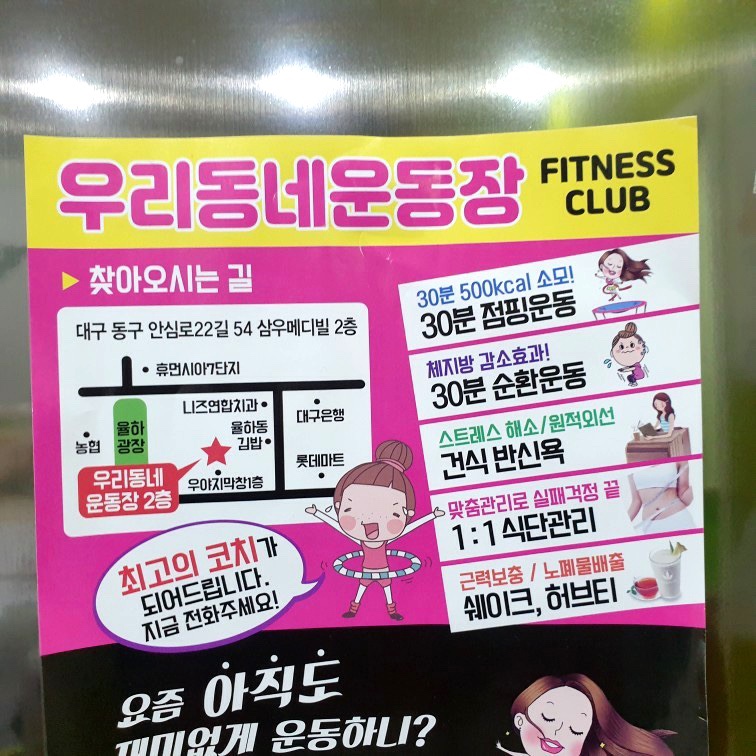 우리동네운동장
FITNESS
CLUB
▶ 찾아오시는 길
대구 동구 안심로22길 54 삼우메디빌 2층
휴먼시아7단지
니즈연합치과
대구은행
율하
광장
농협
율하동
김밥
롯데마트
우리동네
운동장 2층
우야지막창1층
최고의 코치가
되어드립니다.
지금 전화주세요!
30분 500kcal 소모!
30분 점핑운동
체지방 감소효과!
30분 순환운동
스트레스 해소/원적외선
건식 반신욕
맞춤관리로 실패걱정 끝
1:1 식단관리
근력보충 / 노폐물배출
쉐이크, 허브티
요즘 아직도
재미없게 운동하니?